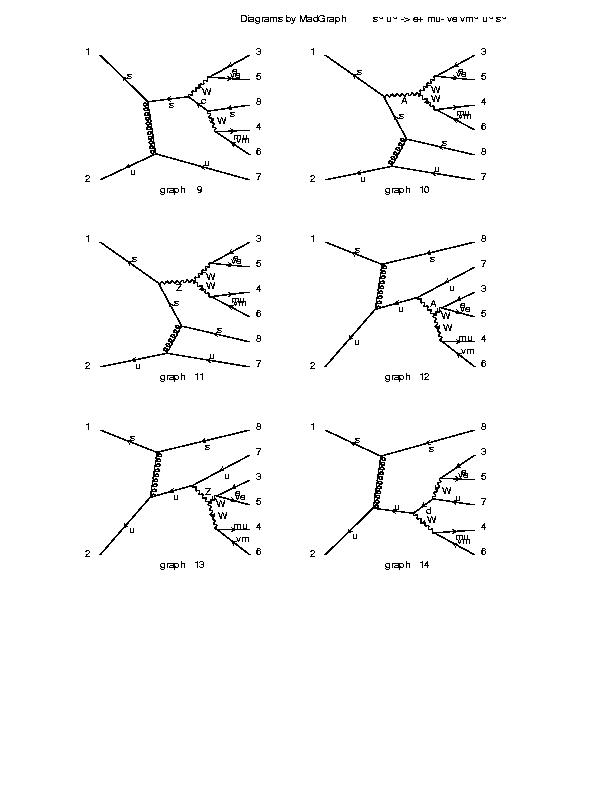 Diagrams by MadGraph s~ u~ -> e+ mu- ve vm~ u~ s~
1 3
s e
ve 5
W
s c 8
s
W 4
mu
vm 6
u u
2 7
graph 9
1 3
s e
ve 5
W
A W 4
mu
vm 6
s
s 8
u u
2 7
graph 10
1 3
s e
ve 5
W
Z W 4
mu
vm 6
s
s 8
u u
2 7
graph 11
1 8
s s
7
u 3
A e
u ve 5
W
W
u mu 4
vm
2 6
graph 12
1 8
s s
7
u 3
Z e
u ve 5
W
W
u mu 4
vm
2 6
graph 13
1 8
s s
3
e
ve 5
W
u 7
u d
W 4
u mu
vm
2 6
graph 14